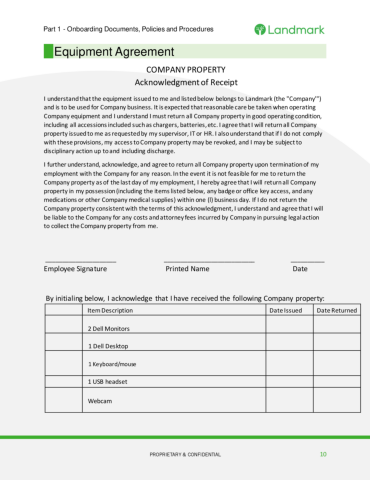 Part 1 - Onboarding Documents, Policies and Procedures
Landmark
Equipment Agreement
COMPANY PROPERTY
Acknowledgment of Receipt
I understand that the equipment issued to me and listed below belongs to Landmark (the "Company'")
and is to be used for Company business. It is expected that reasonable care be taken when operating
Company equipment and I understand I must return all Company property in good operating condition,
including all accessions included such as chargers, batteries, etc. I agree that I will return all Company
property issued to me as requested by my supervisor, IT or HR. I also understand that if I do not comply
with these provisions, my access to Company property may be revoked, and I may be subject to
disciplinary action up to and including discharge.
I further understand, acknowledge, and agree to return all Company property upon termination of my
employment with the Company for any reason. In the event it is not feasible for me to return the
Company property as of the last day of my employment, I hereby agree that I will return all Company
property in my possession (including the items listed below, any badge or office key access, and any
medications or other Company medical supplies) within one (l) business day. If I do not return the
Company property consistent with the terms of this acknowledgment, I understand and agree that I will
be liable to the Company for any costs and attorney fees incurred by Company in pursuing legal action
to collect the Company property from me.
Employee Signature Printed Name Date
By initialing below, I acknowledge that I have received the following Company property:
Item Description Date Issued Date Returned
2 Dell Monitors
1 Dell Desktop
1 Keyboard/mouse
1 USB headset
Webcam
PROPRIETARY & CONFIDENTIAL 10